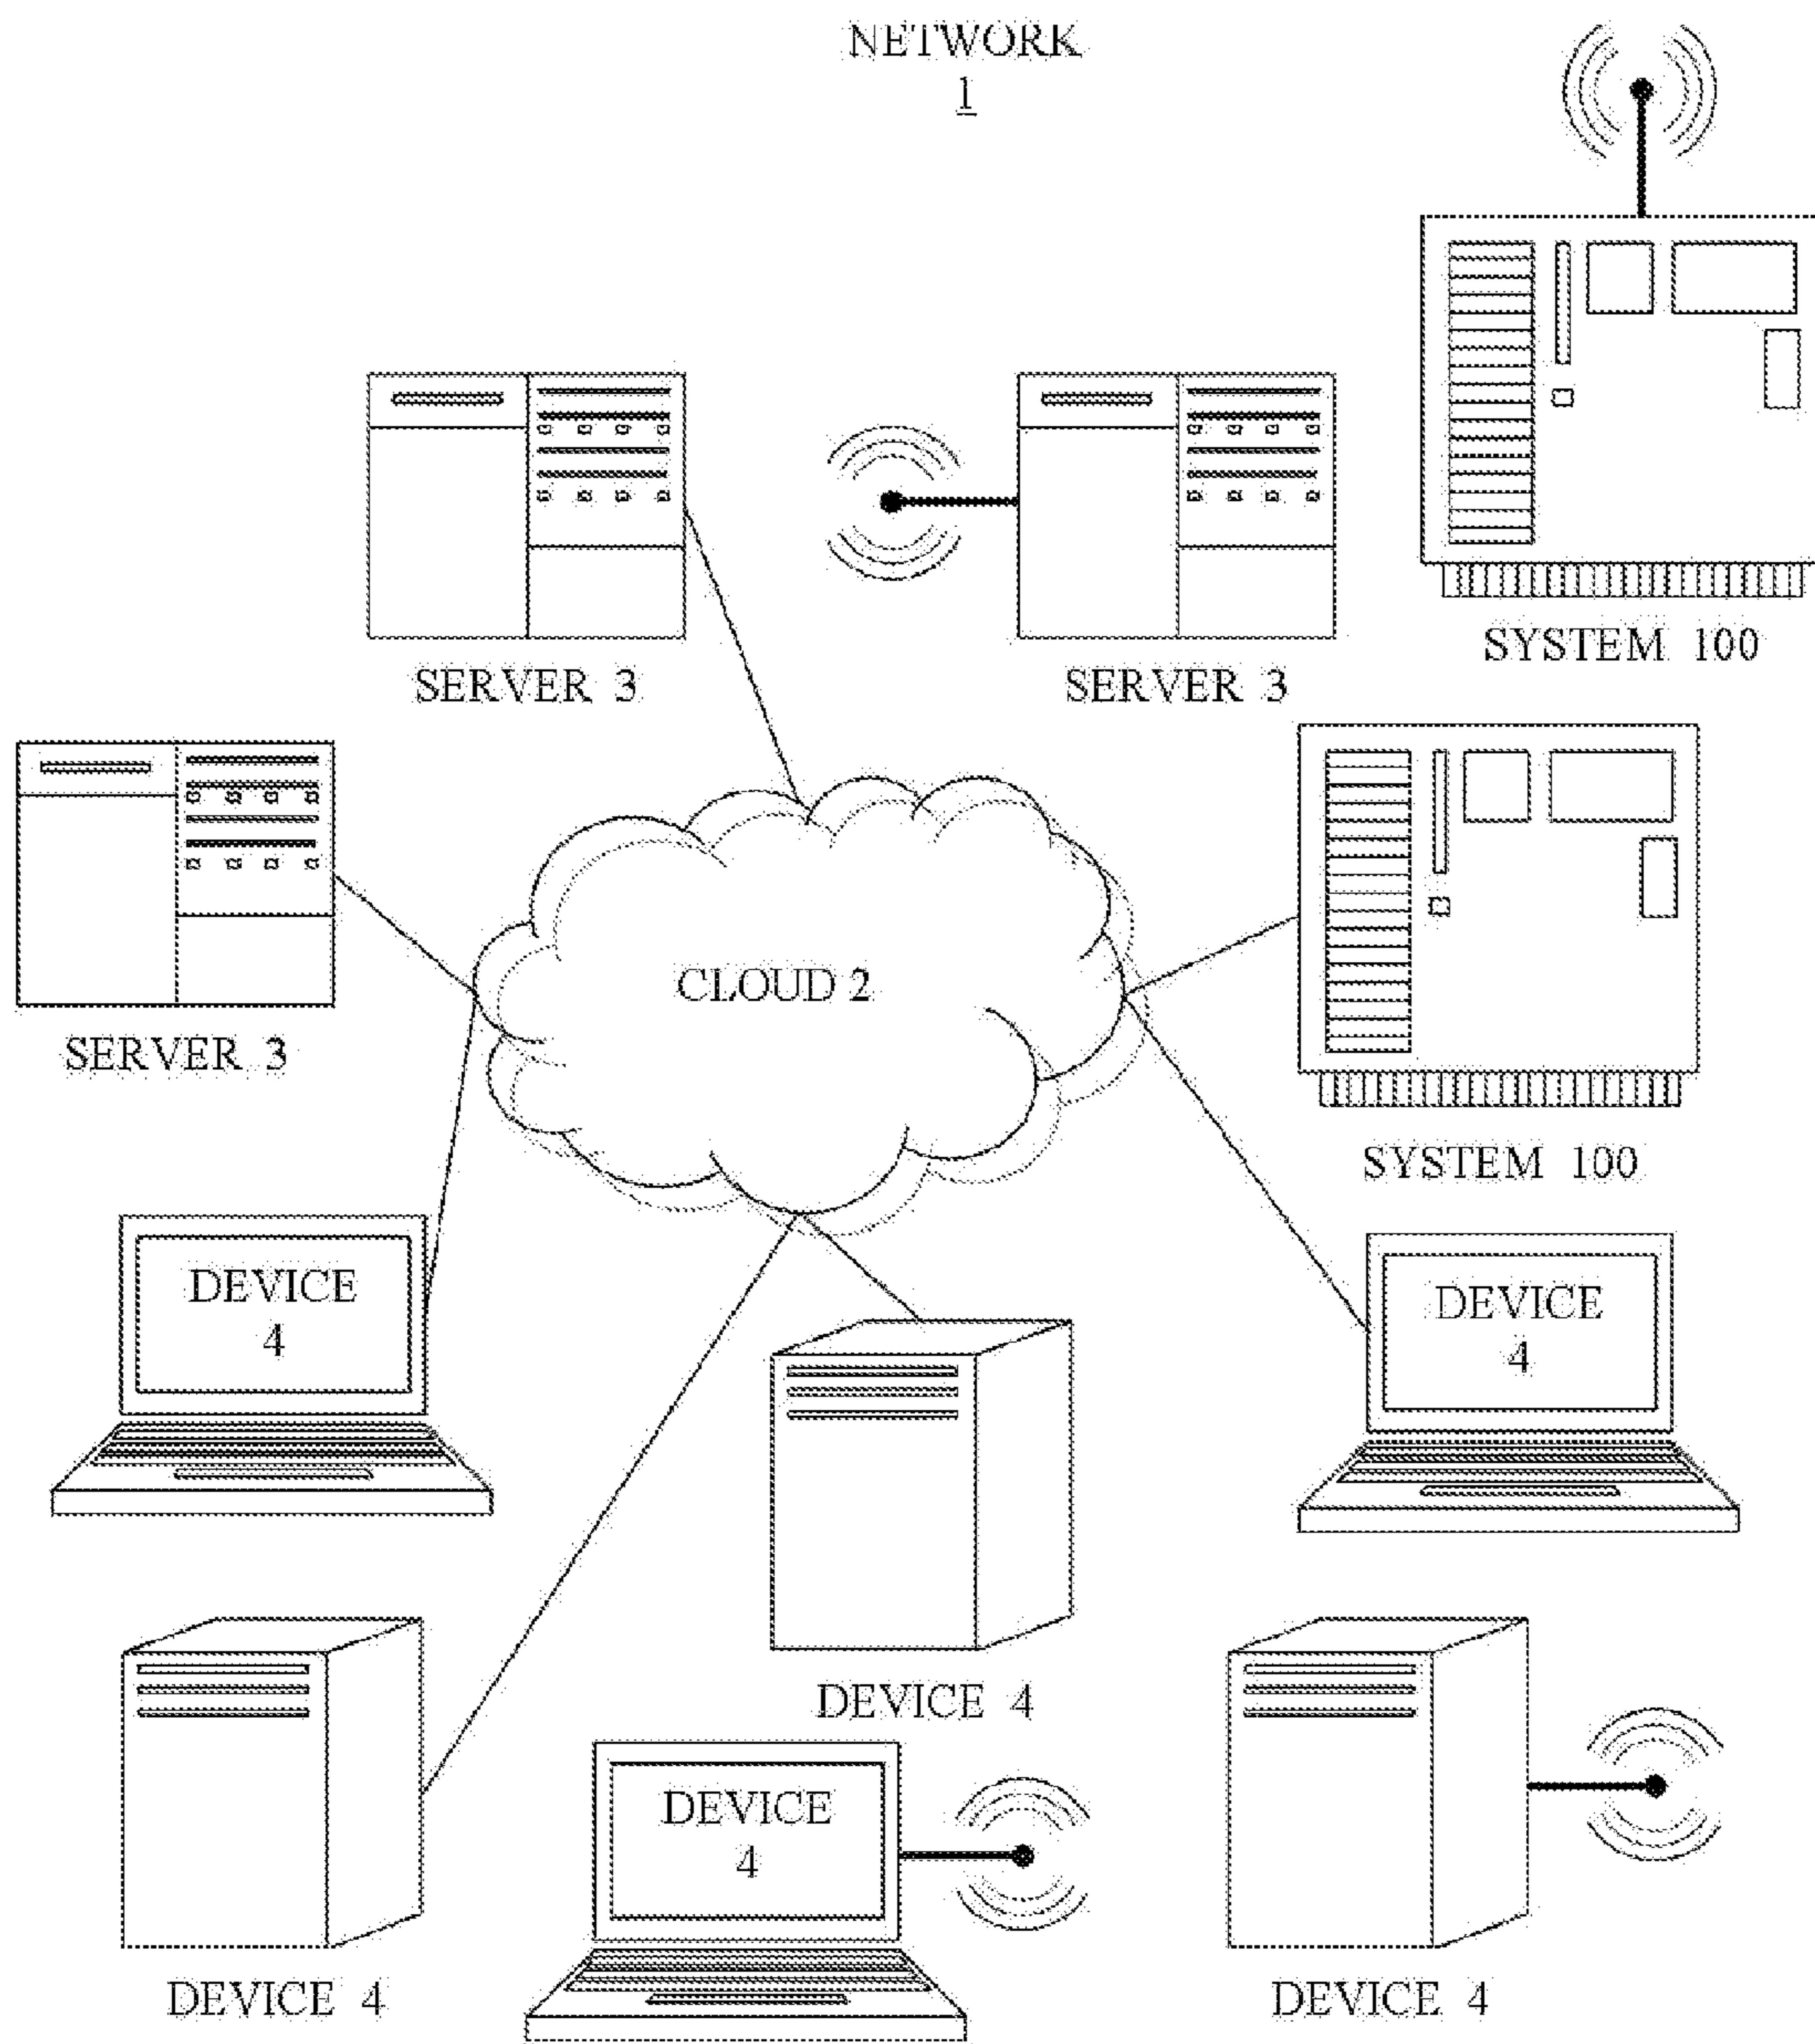 NETWORK
1
SYSTEM 100
SERVER 3
SERVER 3
SERVER 3
CLOUD 2
SYSTEM 100
DEVICE
4
DEVICE
4
DEVICE 4
DEVICE
4
DEVICE 4
DEVICE 4